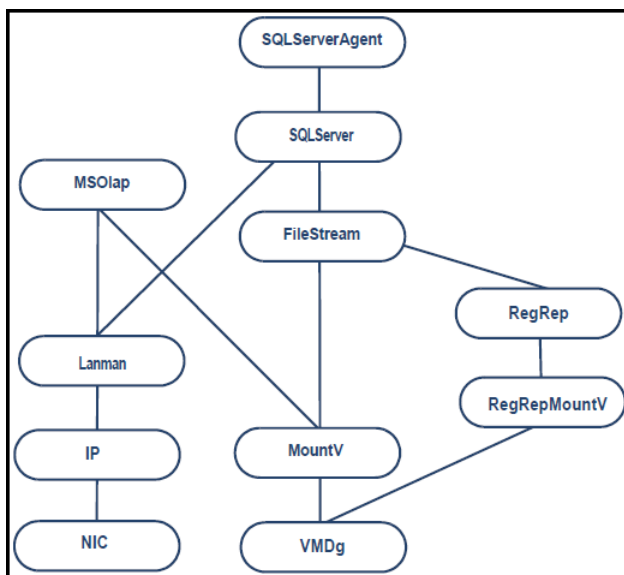 SQLServerAgent
SQLServer
MSOlap
FileStream
RegRep
Lanman
RegRepMountV
IP
MountV
NIC
VMDg